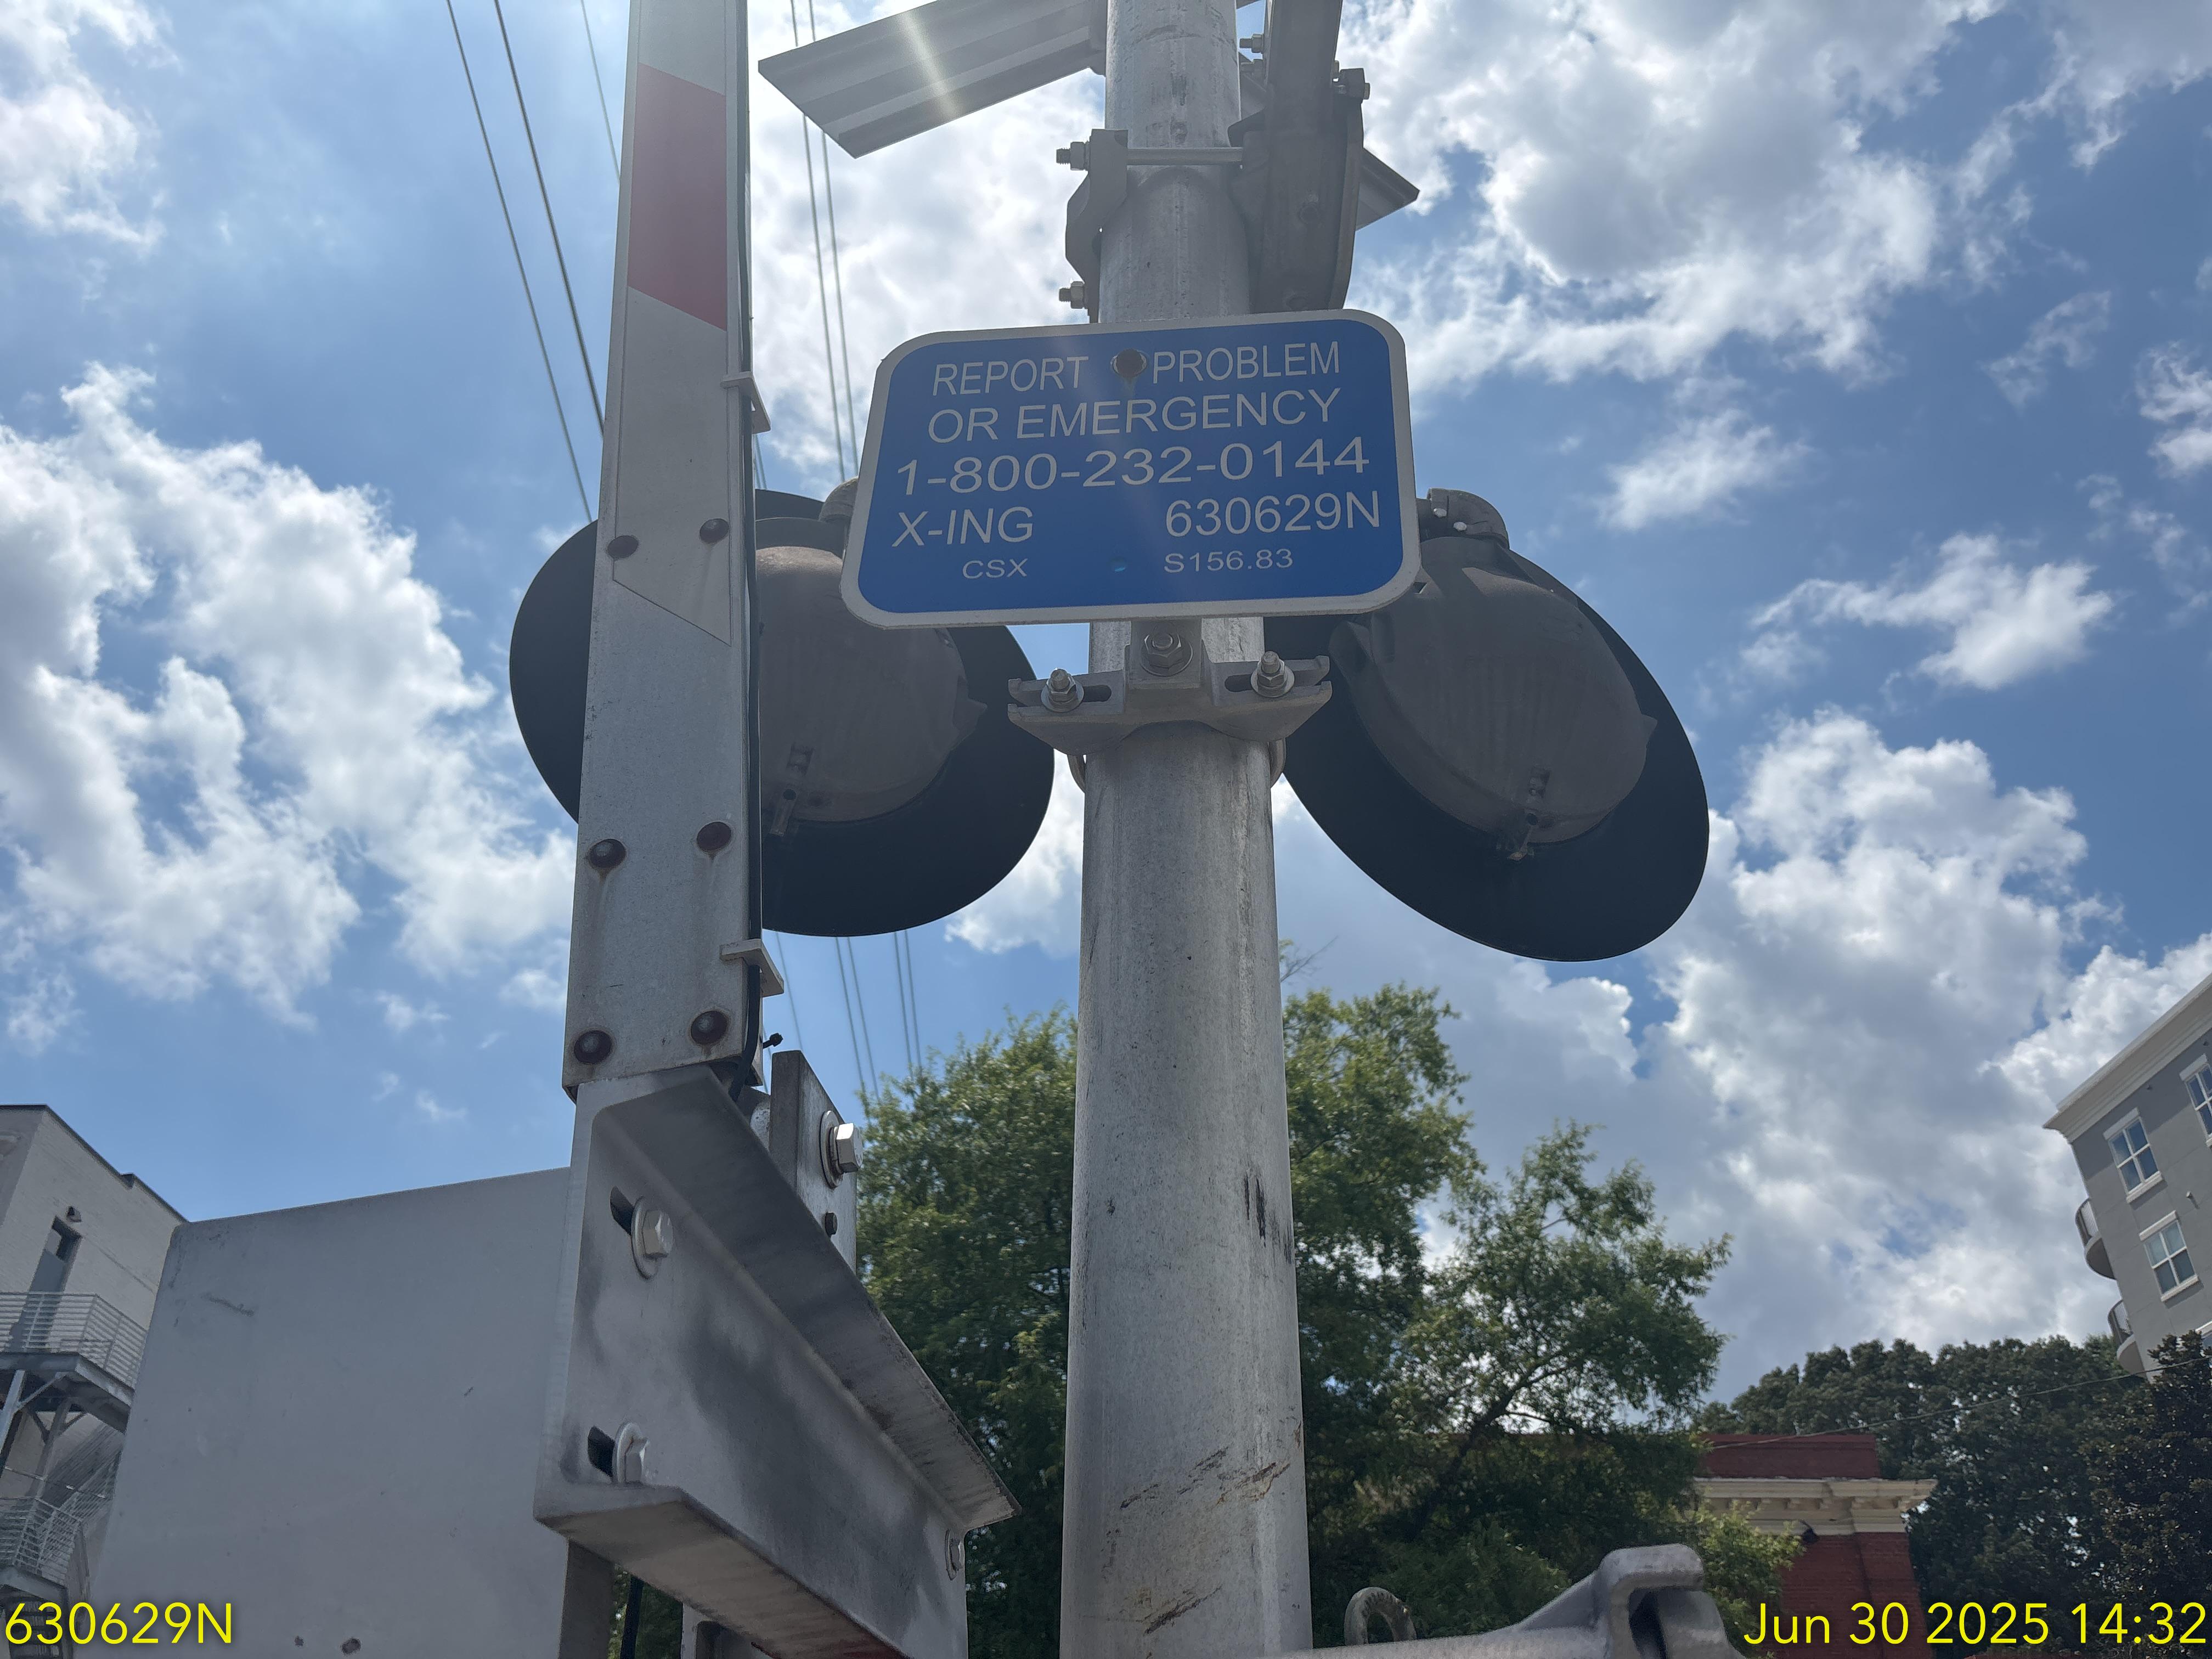 REPORT PROBLEM
OR EMERGENCY
1-800-232-0144
X-ING 630629N
CSX S156.83
630629N
Jun 30 2025 14:32